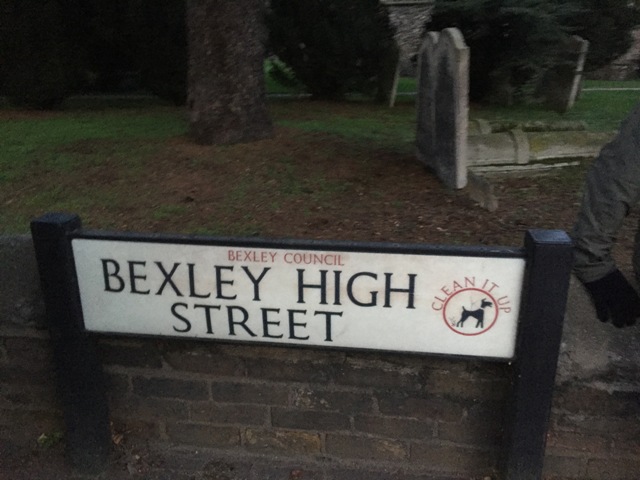 BEXLEY COUNCIL
BEXLEY HIGH
STREET
CLEAN IT UP